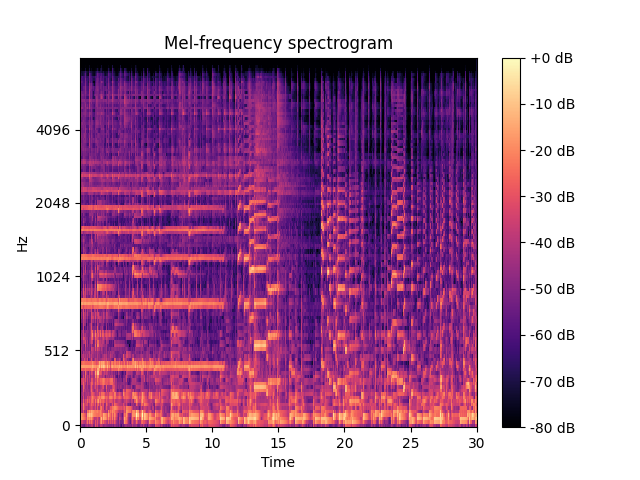 Mel-frequency spectrogram
+0 dB
-10 dB
-20 dB
-30 dB
-40 dB
-50 dB
-60 dB
-70 dB
-80 dB
4096
2048
1024
512
0
Hz
0 5 10 15 20 25 30
Time